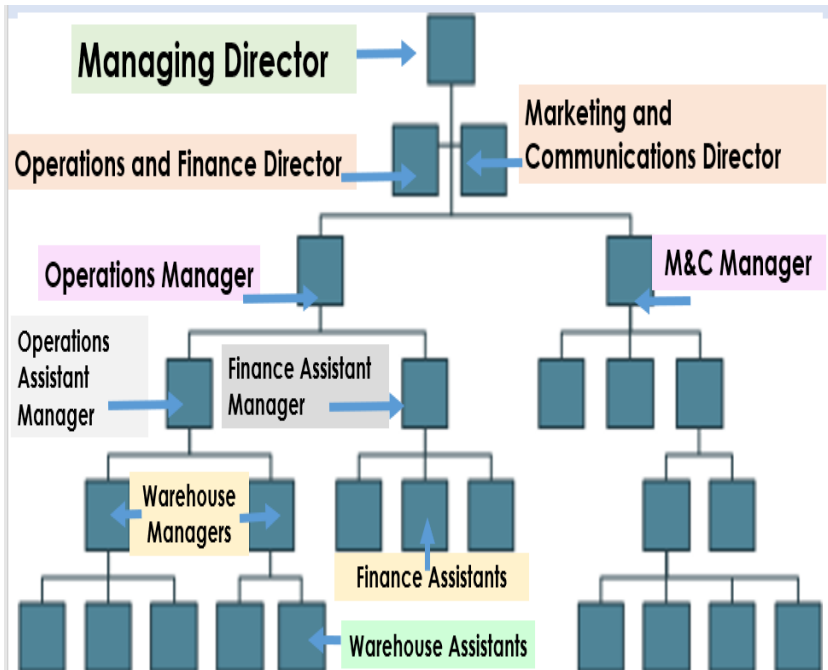 Managing Director
Marketing and
Communications Director
Operations and Finance Director
Operations Manager
M&C Manager
Operations
Assistant
Manager
Finance Assistant
Manager
Warehouse
Managers
Finance Assistants
Warehouse Assistants